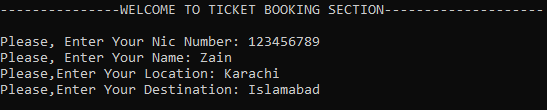 ---------------WELCOME TO TICKET BOOKING SECTION--------------------
Please, Enter Your Nic Number: 123456789
Please, Enter Your Name: Zain
Please,Enter Your Location: Karachi
Please,Enter Your Destination: Islamabad